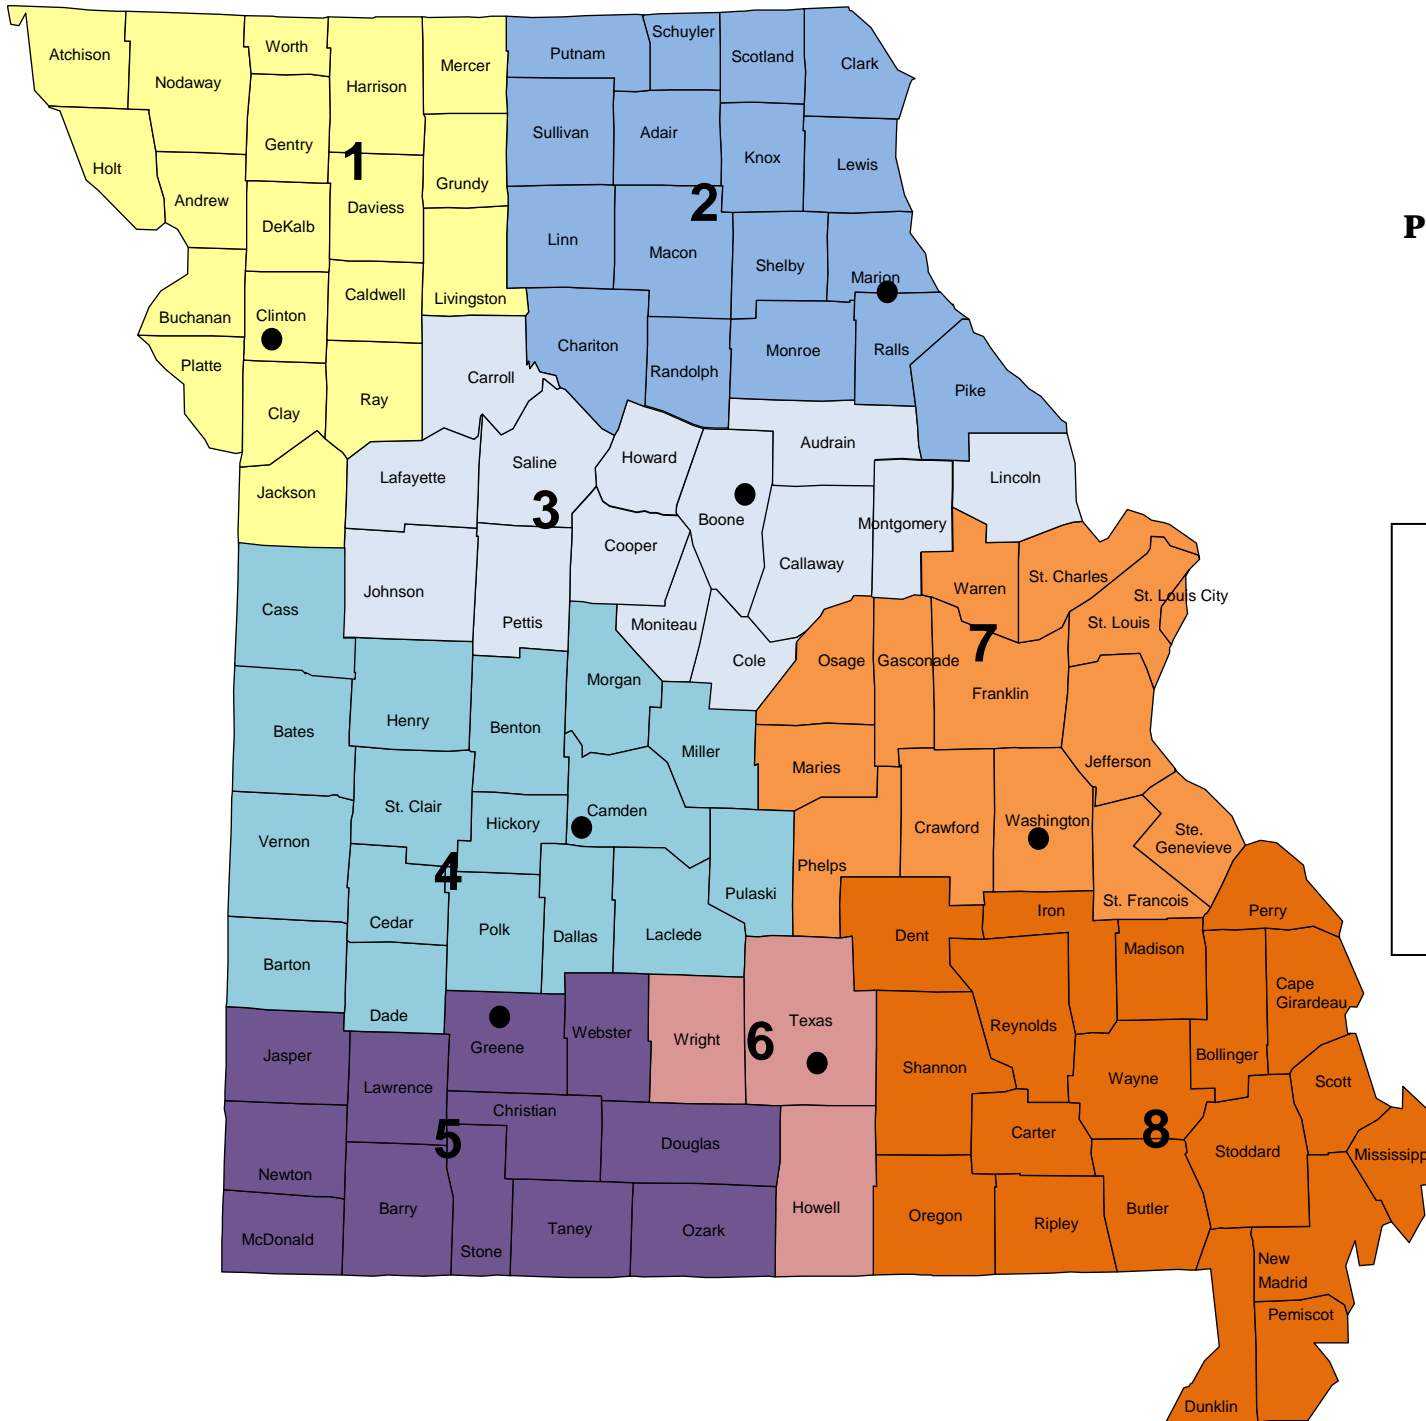 Atchison
Nodaway
Worth
Harrison
Mercer
Putnam
Schuyler
Scotland
Clark
Holt
Gentry
1
Grundy
Sullivan
Adair
Knox
Lewis
Andrew
DeKalb
Daviess
2
P
Linn
Macon
Shelby
Marion
Buchanan
Clinton
Caldwell
Livingston
Platte
Clay
Ray
Carroll
Chariton
Randolph
Monroe
Ralls
Pike
Jackson
Lafayette
Saline
Howard
Audrain
Lincoln
3
Boone
Montgomery
Johnson
Cooper
Callaway
Warren
St. Charles
St. Louis City
Cass
Pettis
Moniteau
Cole
Osage
Gasconade
7
St. Louis
Franklin
Morgan
Bates
Henry
Benton
Miller
Maries
Jefferson
Vernon
St. Clair
Hickory
Camden
Crawford
Washington
Ste.
Genevieve
4
Cedar
Polk
Dallas
Laclede
Pulaski
Phelps
St. Francois
Barton
Dade
Dent
Iron
Madison
Perry
Jasper
Lawrence
Greene
Webster
Wright
6
Texas
Shannon
Reynolds
Bollinger
Cape
Girardeau
Wayne
Scott
Newton
5
Christian
Douglas
Carter
8
Stoddard
Mississipp
McDonald
Barry
Stone
Taney
Ozark
Howell
Oregon
Ripley
Butler
New
Madrid
Pemiscot
Dunklin